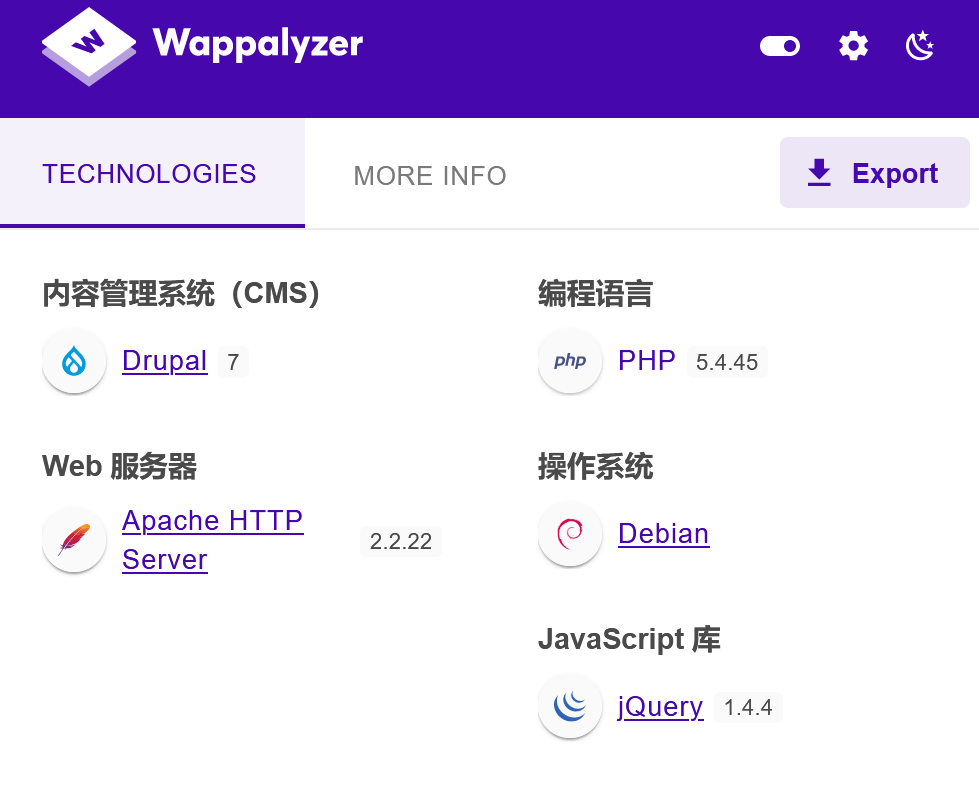 Wappalyzer
TECHNOLOGIES
MORE INFO
Export
内容管理系统（CMS）
Drupal 7
Web 服务器
Apache HTTP
Server
2.2.22
编程语言
php PHP 5.4.45
操作系统
Debian
JavaScript 库
jQuery 1.4.4